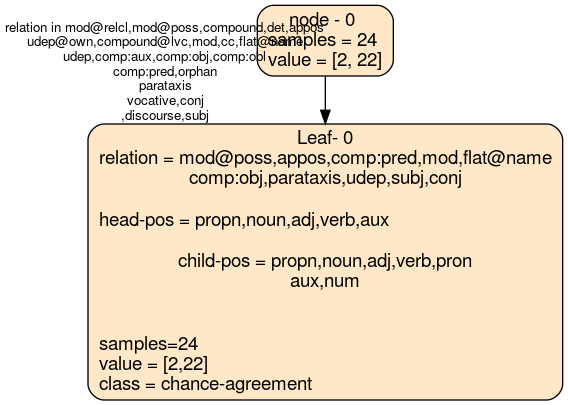 relation in mod@relcl,mod@poss,compound,det,appos
udep@own,compound@lvc,mod,cc,flat@name
udep,comp:aux,comp:obj,comp:obl
comp:pred,orphan
parataxis
vocative,conj
,discourse,subj
node - 0
samples = 24
value = [2, 22]
Leaf- 0
relation = mod@poss,appos,comp:pred,mod,flat@name
comp:obj,parataxis,udep,subj,conj
head-pos = propn,noun,adj,verb,aux
child-pos = propn,noun,adj,verb,pron
aux,num
samples=24
value = [2,22]
class = chance-agreement